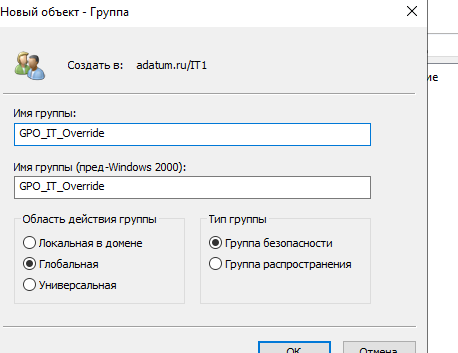 Новый объект - Группа
Создать в: adatum.ru/IT1
Имя группы:
GPO_IT_Override
Имя группы (пред-Windows 2000):
GPO_IT_Override
Область действия группы
Локальная в домене
Глобальная
Универсальная
Тип группы
Группа безопасности
Группа распространения
ОК
Отмена